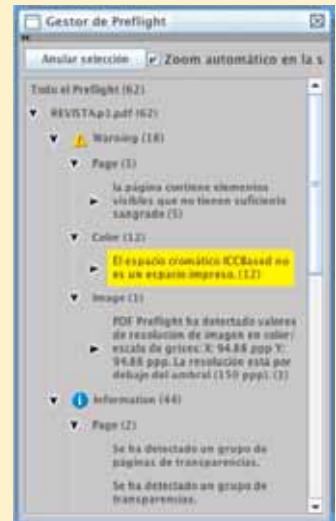 Gestor de Preflight
Anular selección Zoom automático en la s
Todo el Preflight (62)
REVISTA.p1.pdf (62)
Warning (18)
Page (5)
la página contiene elementos
visibles que no tienen suficiente
sangrado (5)
Color (12)
El espacio cromático ICCBased no
es un espacio impreso. (12)
Image (1)
PDF Preflight ha detectado valores
de resolución de imagen en color/
escala de grises: X: 94.88 ppp Y:
94.88 ppp. La resolución está por
debajo del umbral (150 ppp). (1)
Information (44)
Page (2)
Se ha detectado un grupo de
páginas de transparencias.
Se ha detectado un grupo de
transparencias.